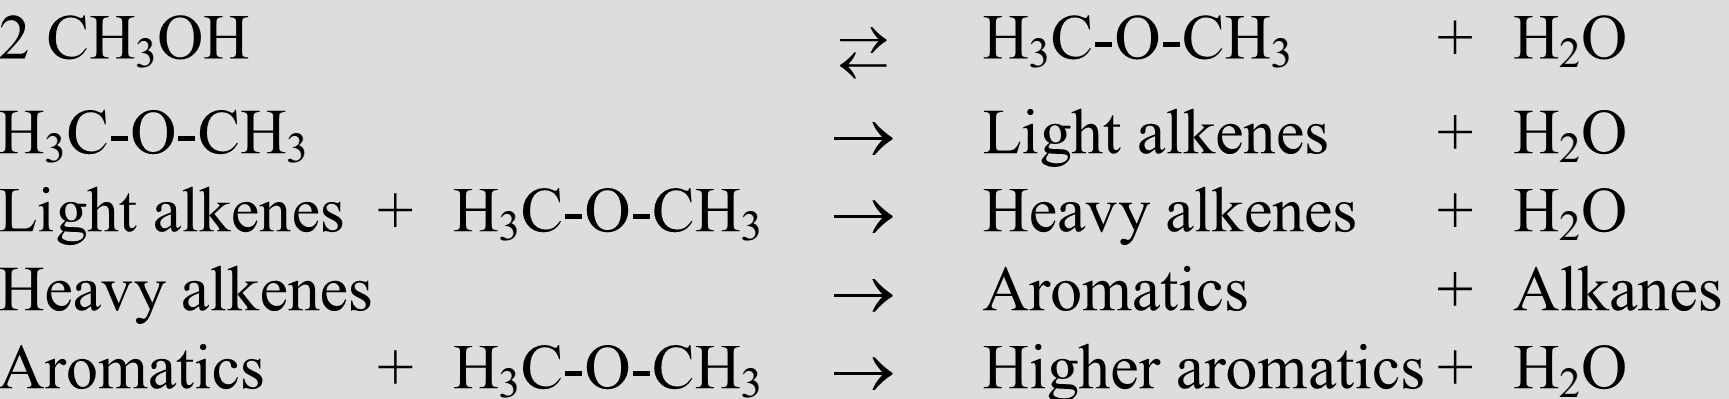 2 CH₃OH ⇄ H₃C-O-CH₃ + H₂O
H₃C-O-CH₃ → Light alkenes + H₂O
Light alkenes + H₃C-O-CH₃ → Heavy alkenes + H₂O
Heavy alkenes → Aromatics + Alkanes
Aromatics + H₃C-O-CH₃ → Higher aromatics + H₂O